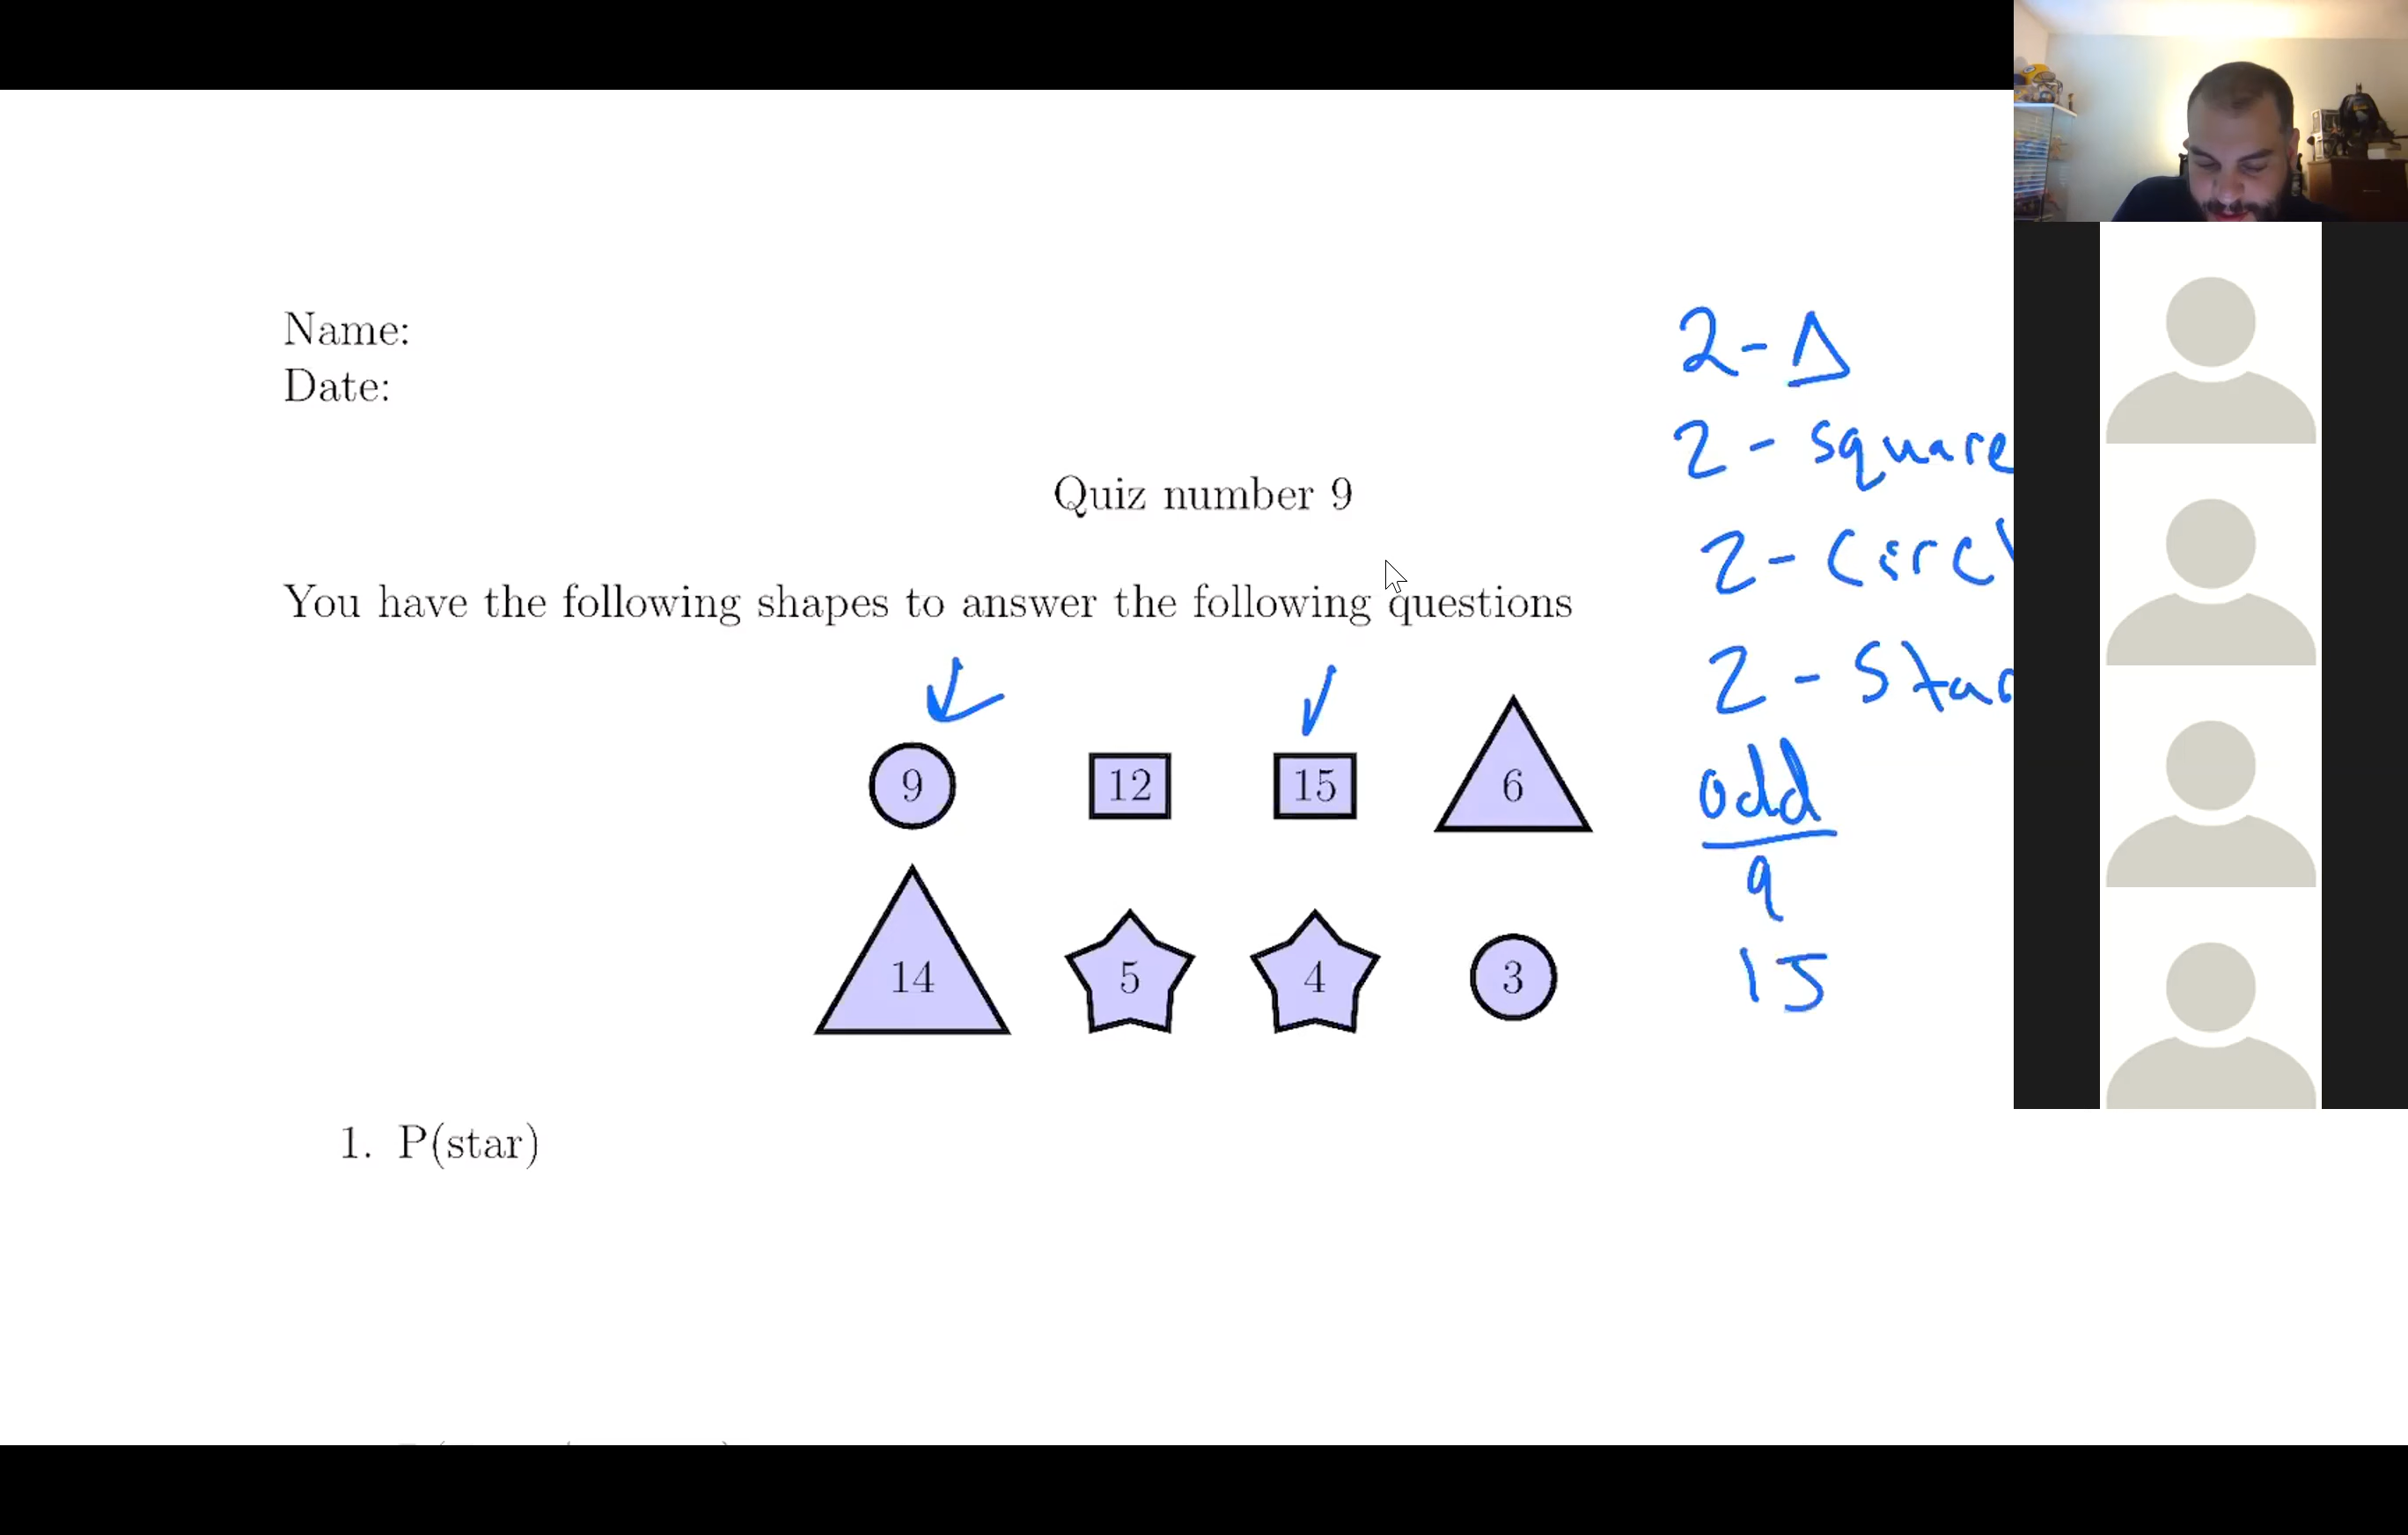 Name:
Date:
Quiz number 9
You have the following shapes to answer the following questions
9 12 15 6
14 5 4 3
1. P(star)
2 - Δ
2 - square
2 - Circl
2 - Star
odd
9
15